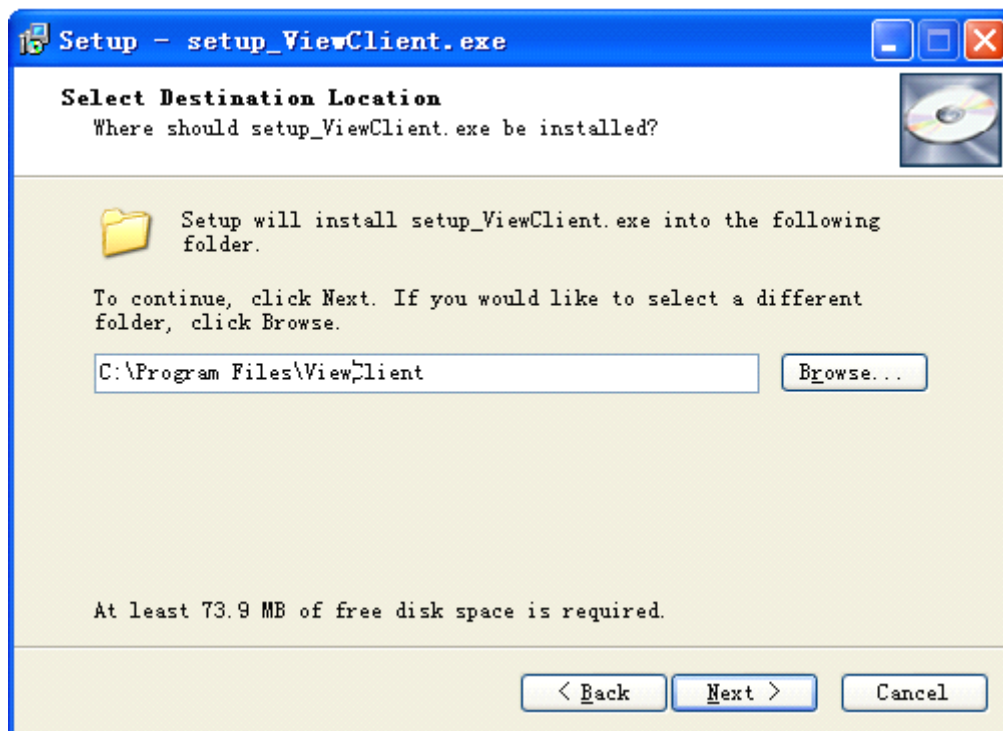 Setup - setup_ViewClient.exe
Select Destination Location
Where should setup_ViewClient.exe be installed?
Setup will install setup_ViewClient.exe into the following
folder.
To continue, click Next. If you would like to select a different
folder, click Browse.
C:\Program Files\ViewClient
Browse...
At least 73.9 MB of free disk space is required.
< Back
Next >
Cancel